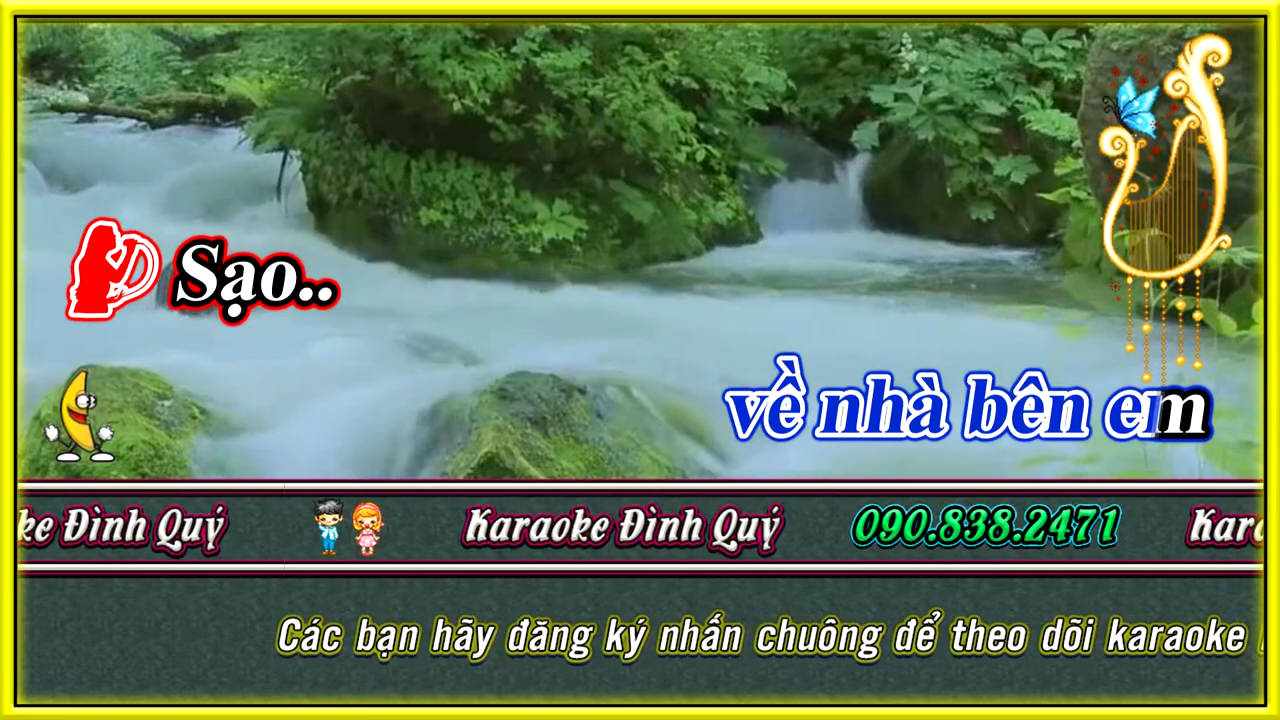 Sạo..
về nhà bên em
ke Đình Quý Karaoke Đình Quý 090.838.2471 Kara
Các bạn hãy đăng ký nhấn chuông để theo dõi karaoke